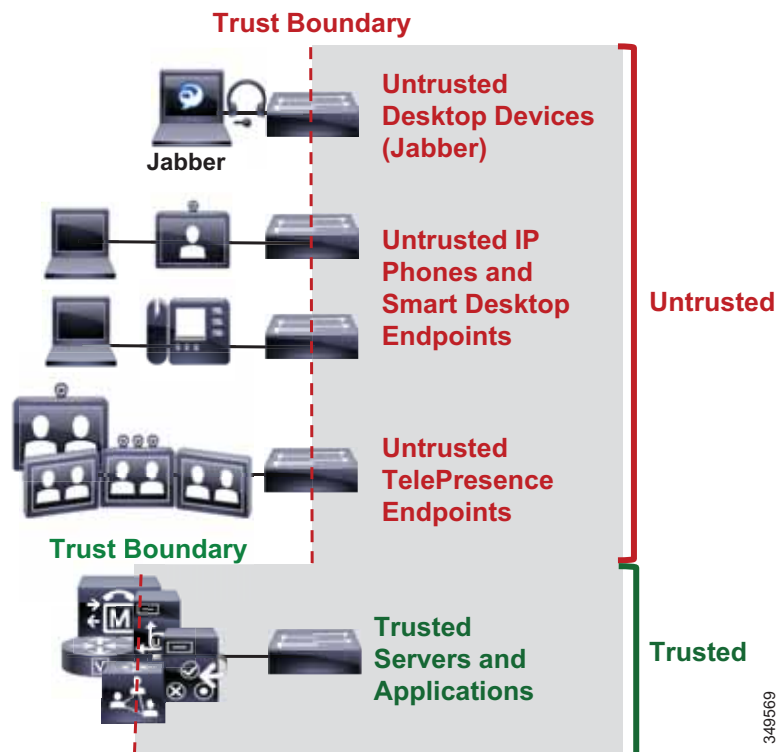 Trust Boundary
Untrusted
Desktop Devices
(Jabber)
Jabber
Untrusted IP
Phones and
Smart Desktop
Endpoints
Untrusted
Untrusted
TelePresence
Endpoints
Trust Boundary
M
V
Trusted
Servers and
Applications
Trusted
349569